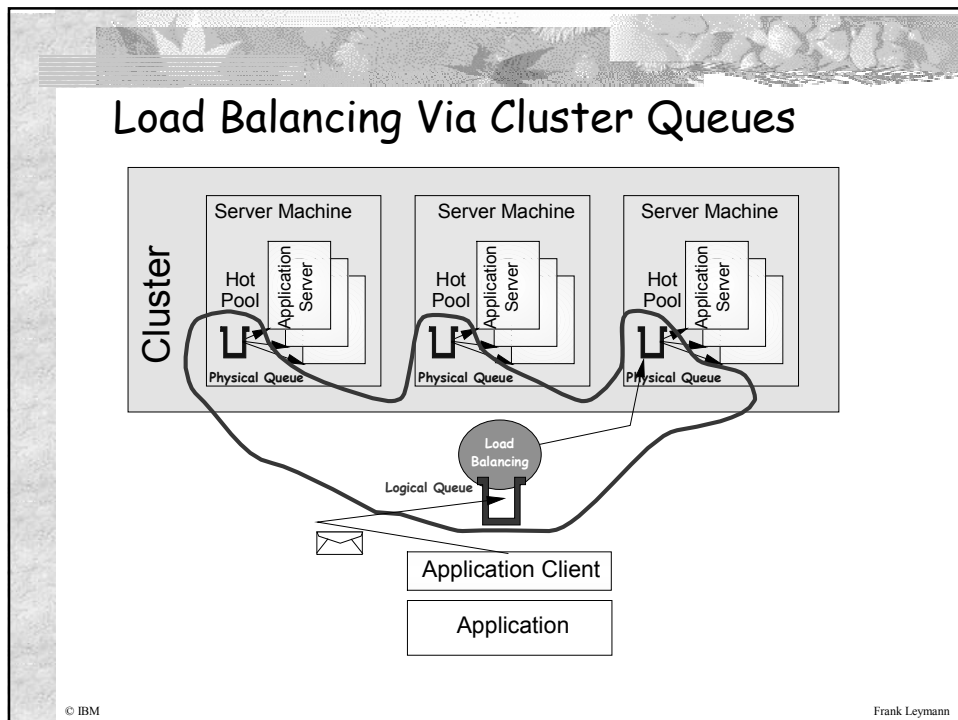 Load Balancing Via Cluster Queues
Cluster
Server Machine
Hot
Pool
Application
Server
Physical Queue
Server Machine
Hot
Pool
Application
Server
Physical Queue
Server Machine
Hot
Pool
Application
Server
Physical Queue
Load
Balancing
Logical Queue
Application Client
Application
© IBM
Frank Leymann